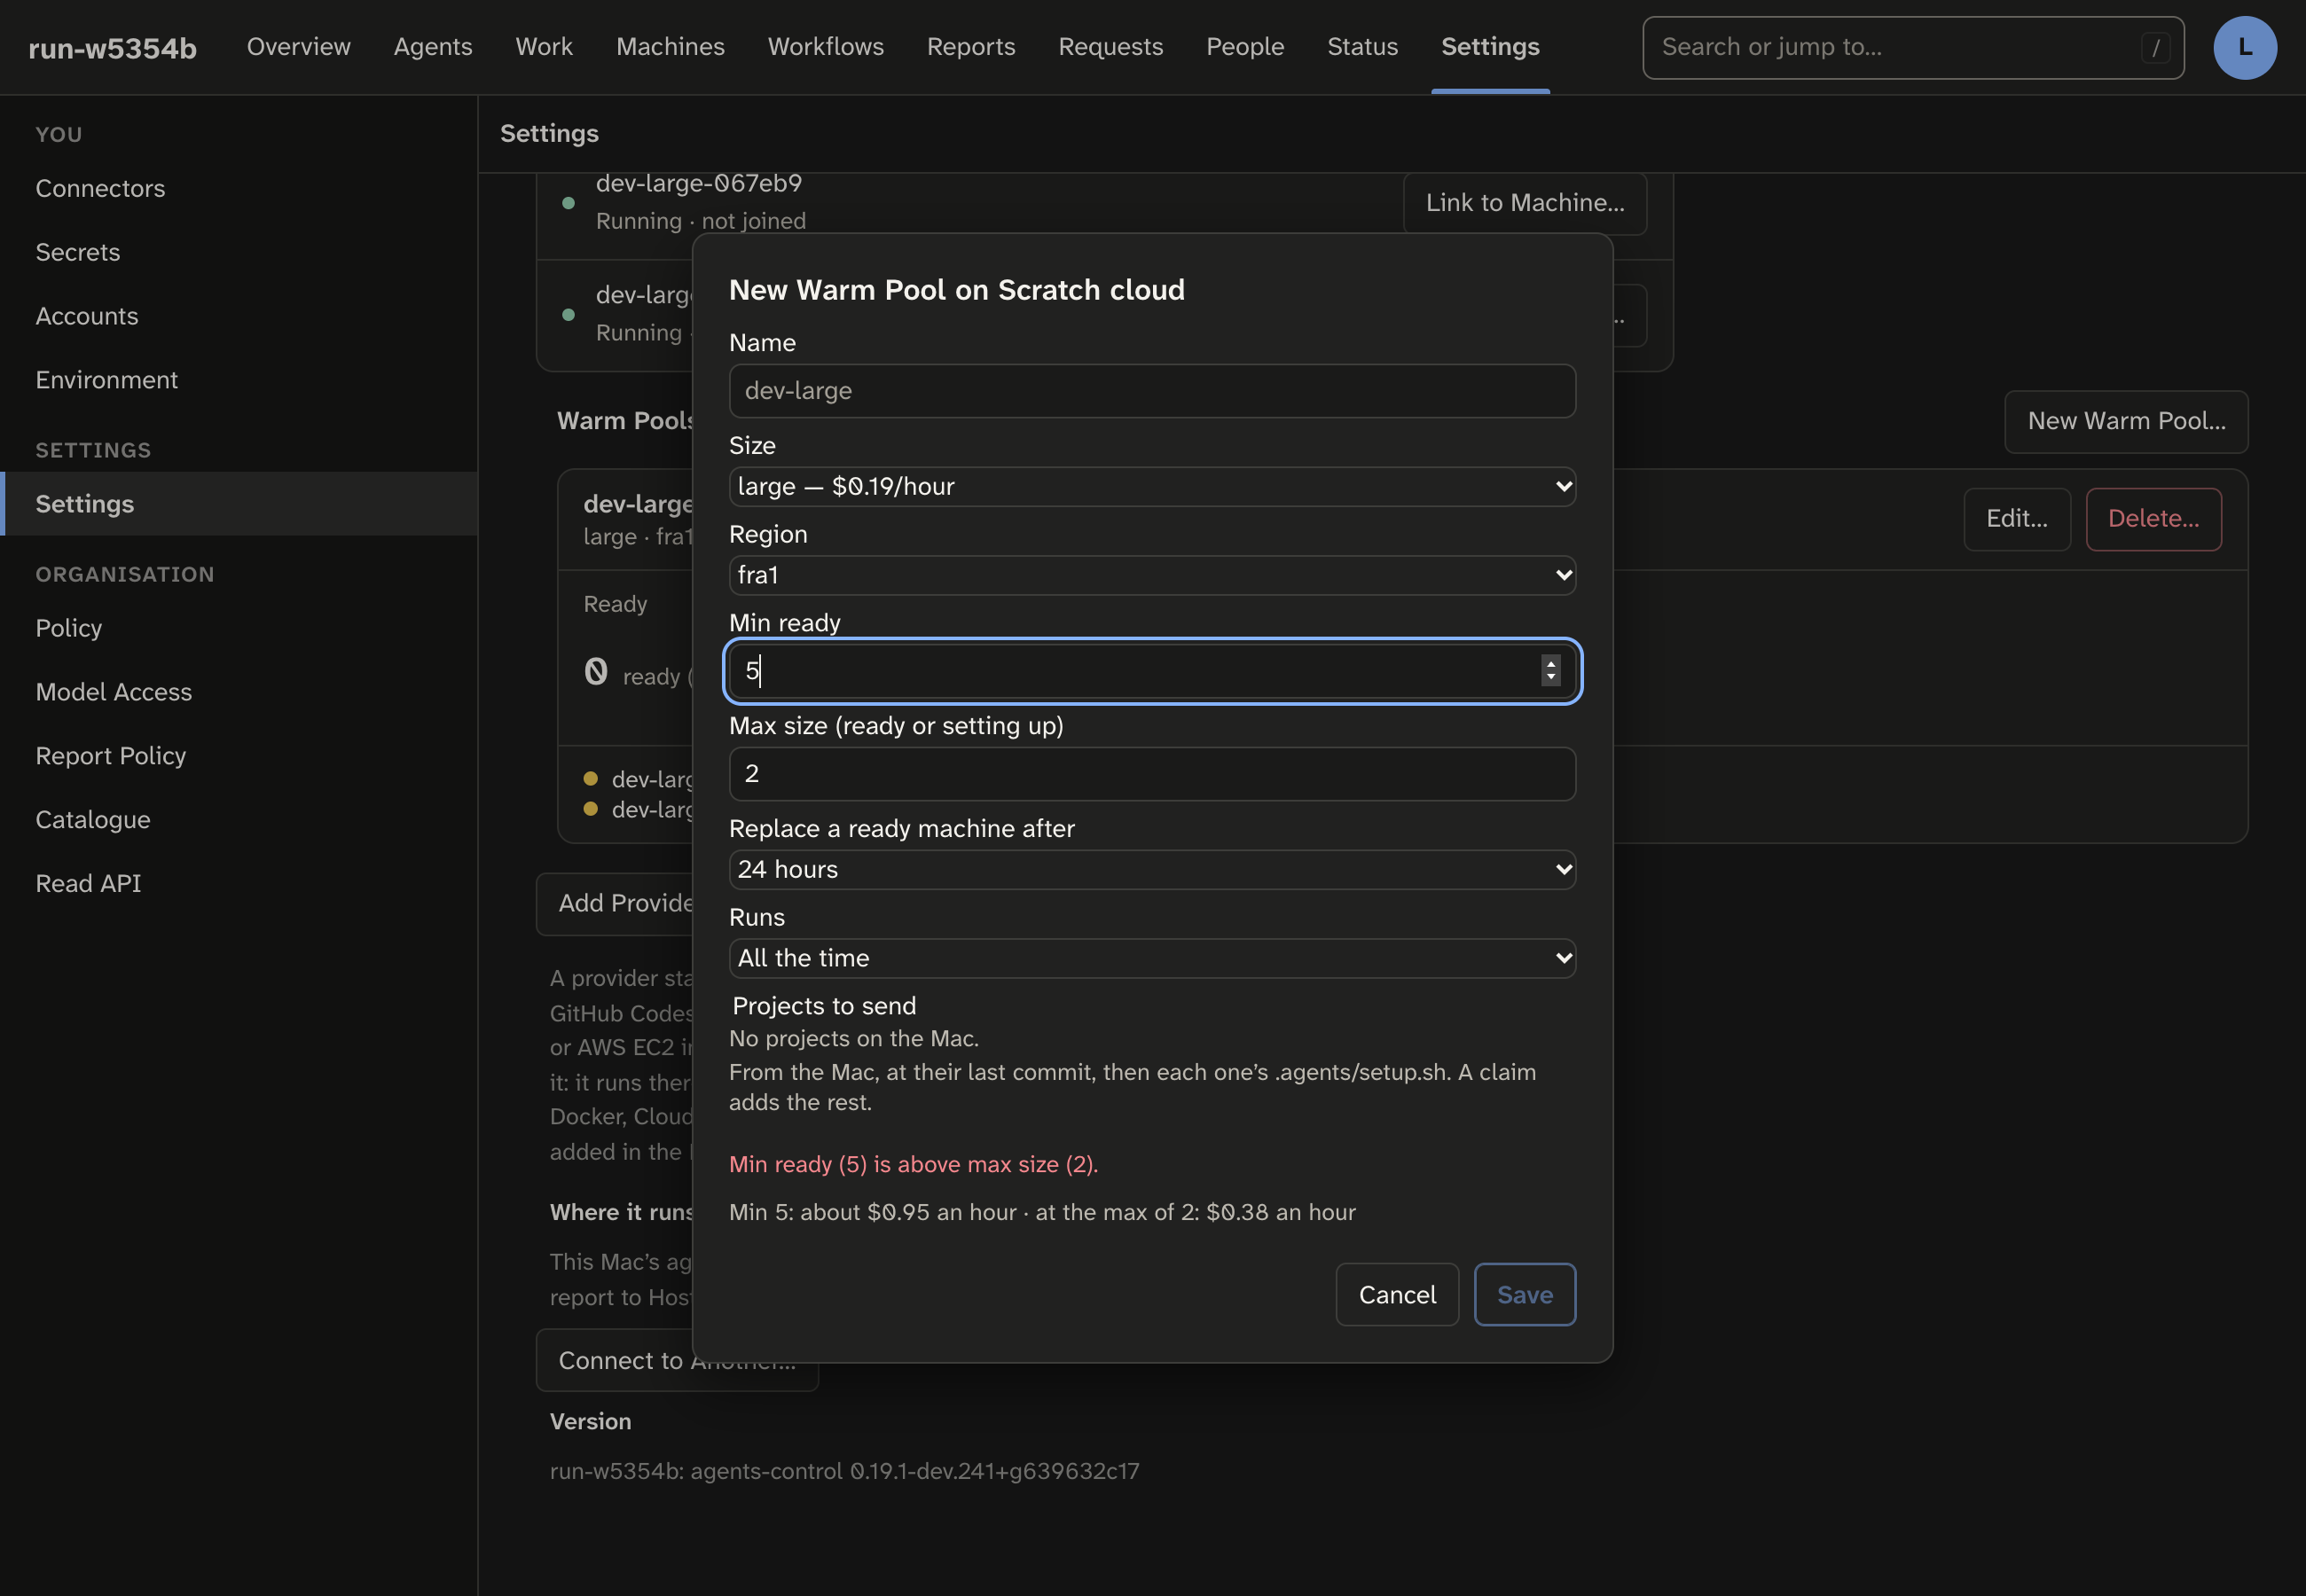 run-w5354b
Overview
Agents
Work
Machines
Workflows
Reports
Requests
People
Status
Settings
Search or jump to...
/
L
YOU
Connectors
Secrets
Accounts
Environment
SETTINGS
Settings
ORGANISATION
Policy
Model Access
Report Policy
Catalogue
Read API
Settings
dev-large-067eb9
Running · not joined
Link to Machine...
dev-large
Running ·
Warm Pools
New Warm Pool...
dev-large
large · fra1
Edit...
Delete...
Ready
0 ready (
dev-larg
dev-larg
Add Provide
A provider sta
GitHub Codes
or AWS EC2 in
it: it runs ther
Docker, Cloud
added in the
Where it runs
This Mac’s ag
report to Host
Connect to Another...
Version
run-w5354b: agents-control 0.19.1-dev.241+g639632c17
New Warm Pool on Scratch cloud
Name
dev-large
Size
large — $0.19/hour
Region
fra1
Min ready
5
Max size (ready or setting up)
2
Replace a ready machine after
24 hours
Runs
All the time
Projects to send
No projects on the Mac.
From the Mac, at their last commit, then each one’s .agents/setup.sh. A claim
adds the rest.
Min ready (5) is above max size (2).
Min 5: about $0.95 an hour · at the max of 2: $0.38 an hour
Cancel
Save